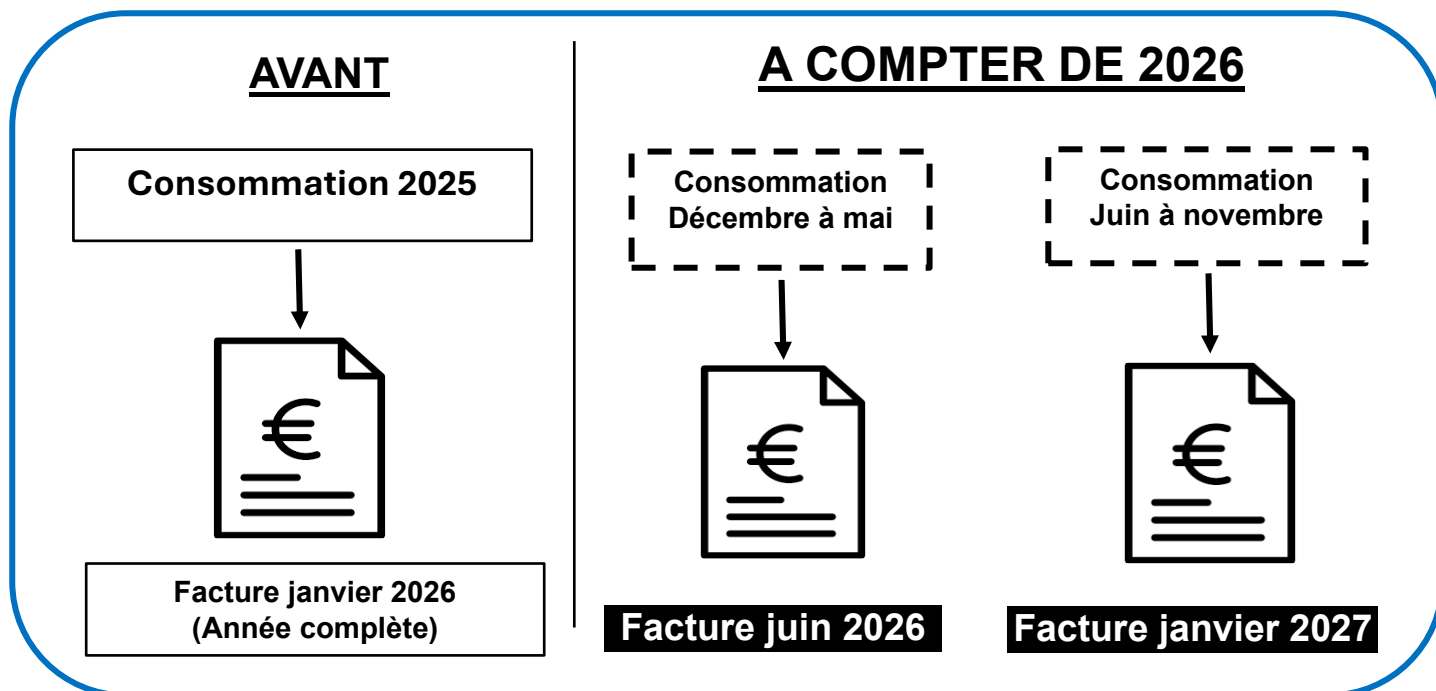 AVANT
Consommation 2025
€
Facture janvier 2026
(Année complète)
A COMPTER DE 2026
Consommation
Décembre à mai
€
Facture juin 2026
Consommation
Juin à novembre
€
Facture janvier 2027